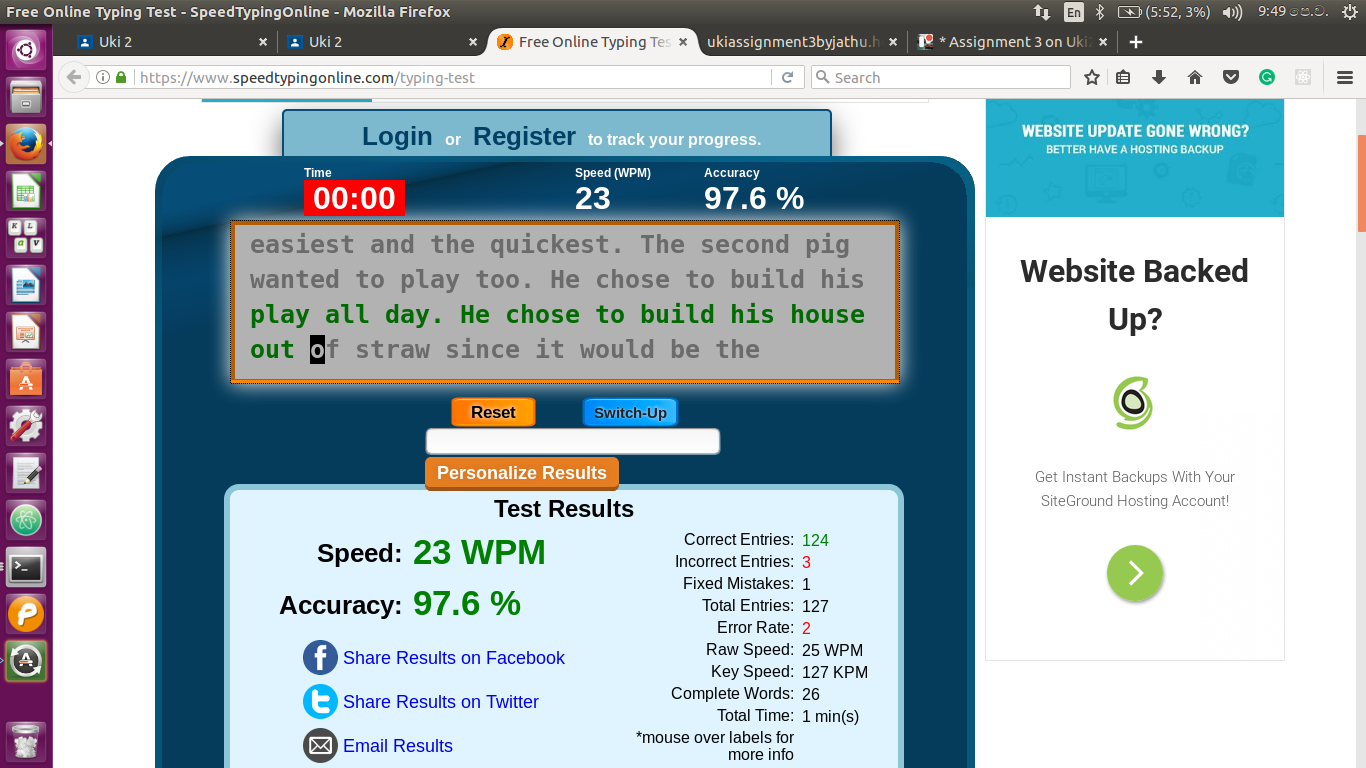 Free Online Typing Test - SpeedTypingOnline - Mozilla Firefox
En
(5:52, 3%)
9:49 පෙ.ව.
Uki 2
Uki 2
Free Online Typing Tes
ukiassignment3byjathu.h
* Assignment 3 on Uki
https://www.speedtypingonline.com/typing-test
Search
Login or Register to track your progress.
Time
Speed (WPM)
Accuracy
00:00
23
97.6 %
easiest and the quickest. The second pig
wanted to play too. He chose to build his
play all day. He chose to build his house
out of straw since it would be the
Reset
Switch-Up
Personalize Results
Test Results
Speed: 23 WPM
Accuracy: 97.6 %
Share Results on Facebook
Share Results on Twitter
Email Results
Correct Entries: 124
Incorrect Entries: 3
Fixed Mistakes: 1
Total Entries: 127
Error Rate: 2
Raw Speed: 25 WPM
Key Speed: 127 KPM
Complete Words: 26
Total Time: 1 min(s)
*mouse over labels for
more info
WEBSITE UPDATE GONE WRONG?
BETTER HAVE A HOSTING BACKUP
Website Backed
Up?
Get Instant Backups With Your
SiteGround Hosting Account!